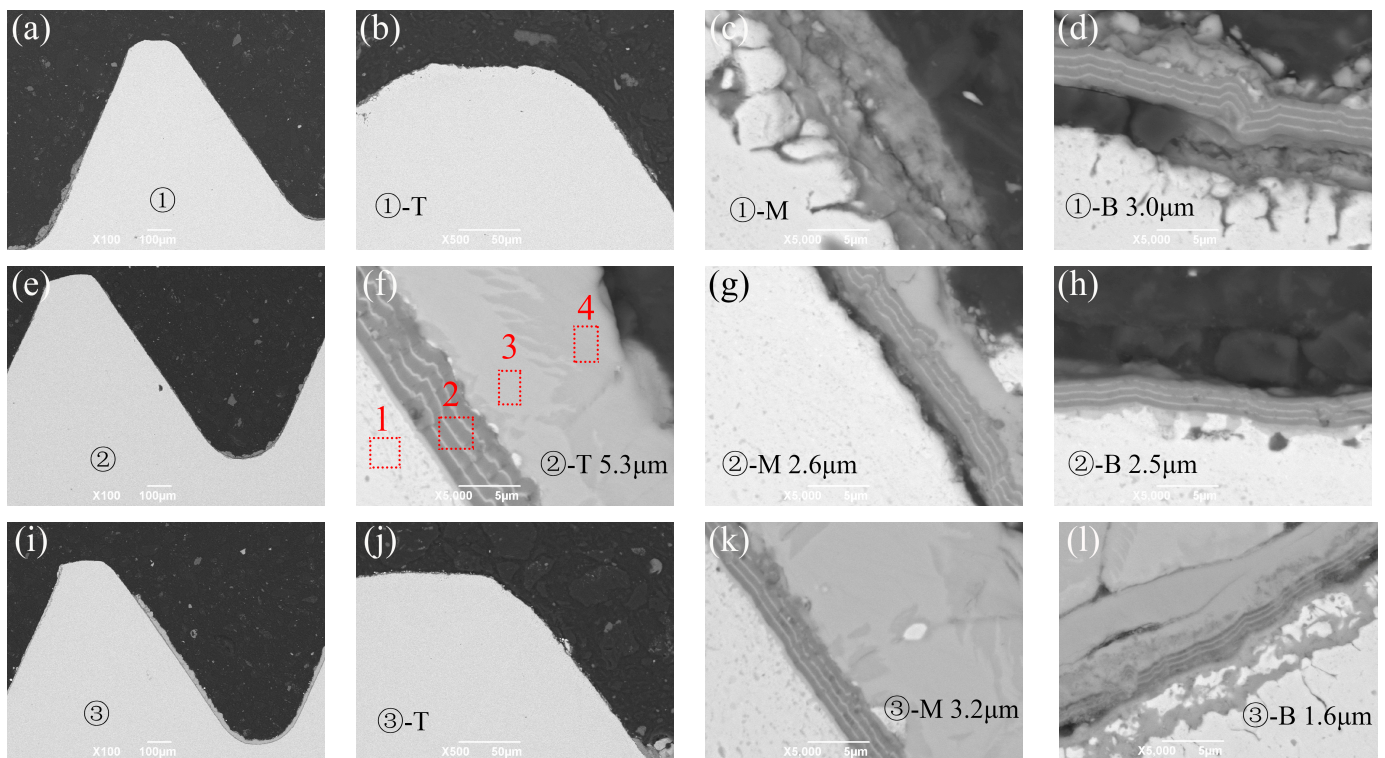 (a)
①
X100 100μm
(b)
①-T
X500 50μm
(c)
①-M
X5,000 5μm
(d)
①-B 3.0μm
X5,000 5μm
(e)
②
X100 100μm
(f)
1
2
3
4
②-T 5.3μm
X5,000 5μm
(g)
②-M 2.6μm
X5,000 5μm
(h)
②-B 2.5μm
X5,000 5μm
(i)
③
X100 100μm
(j)
③-T
X500 50μm
(k)
③-M 3.2μm
X5,000 5μm
(l)
③-B 1.6μm
X5,000 5μm